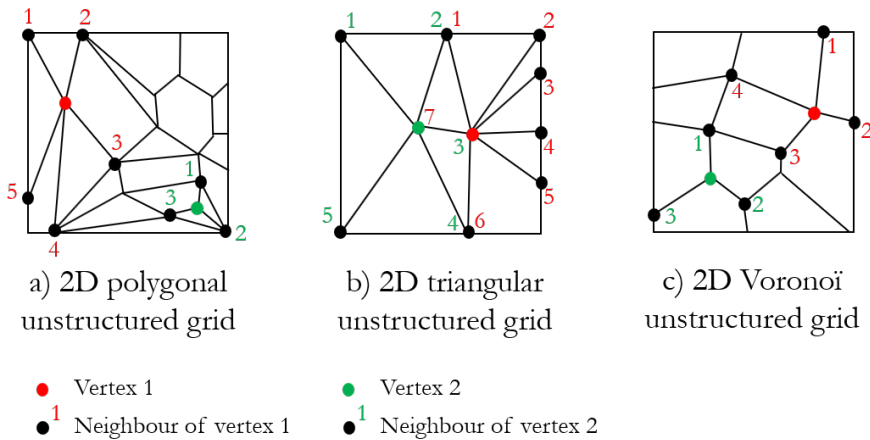 1 2
3
1
3
5
4
2
1 2 1 2
3
7
3 4
5
5 4 6
1
4
2
1 3
3 2
a) 2D polygonal
unstructured grid
b) 2D triangular
unstructured grid
c) 2D Voronoï
unstructured grid
Vertex 1
1 Neighbour of vertex 1
Vertex 2
1 Neighbour of vertex 2